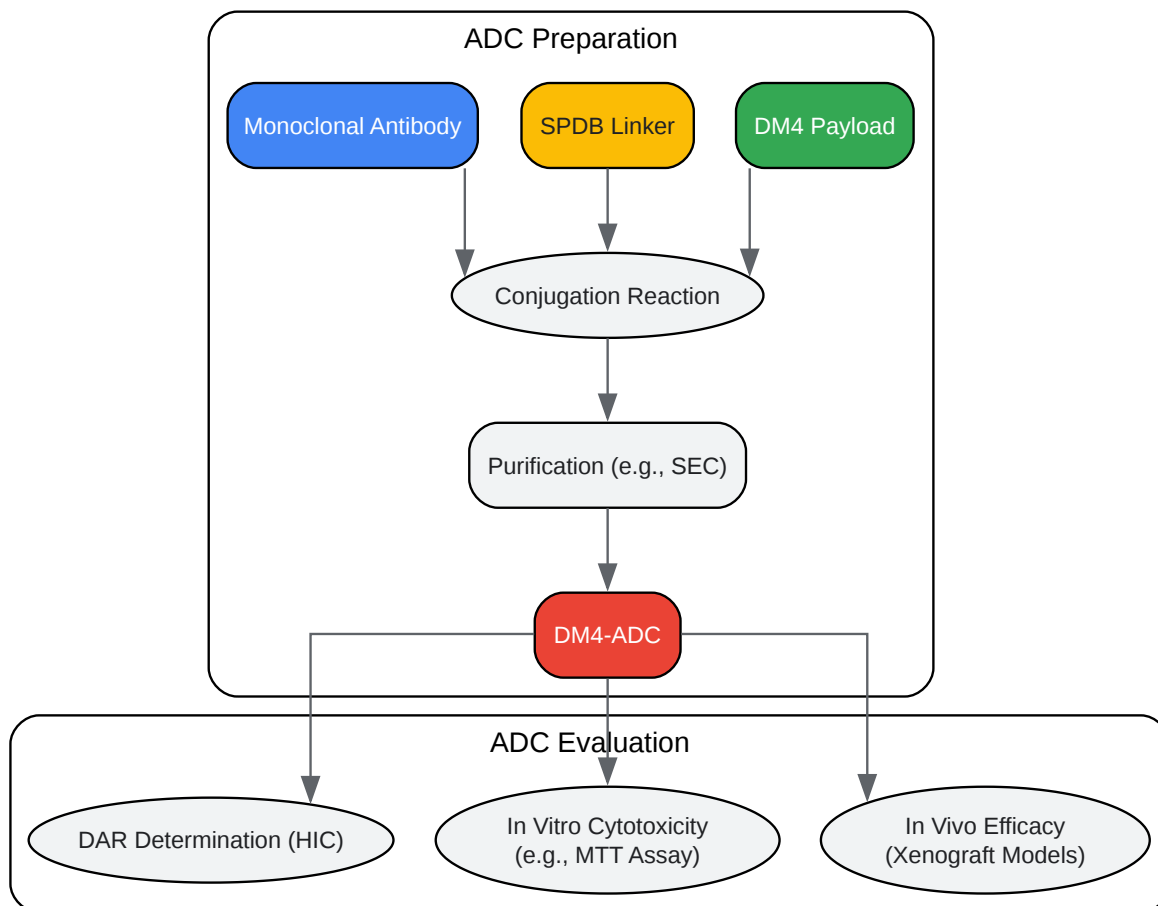 ADC Preparation
Monoclonal Antibody
SPDB Linker
DM4 Payload
Conjugation Reaction
Purification (e.g., SEC)
DM4-ADC
ADC Evaluation
DAR Determination (HIC)
In Vitro Cytotoxicity
(e.g., MTT Assay)
In Vivo Efficacy
(Xenograft Models)